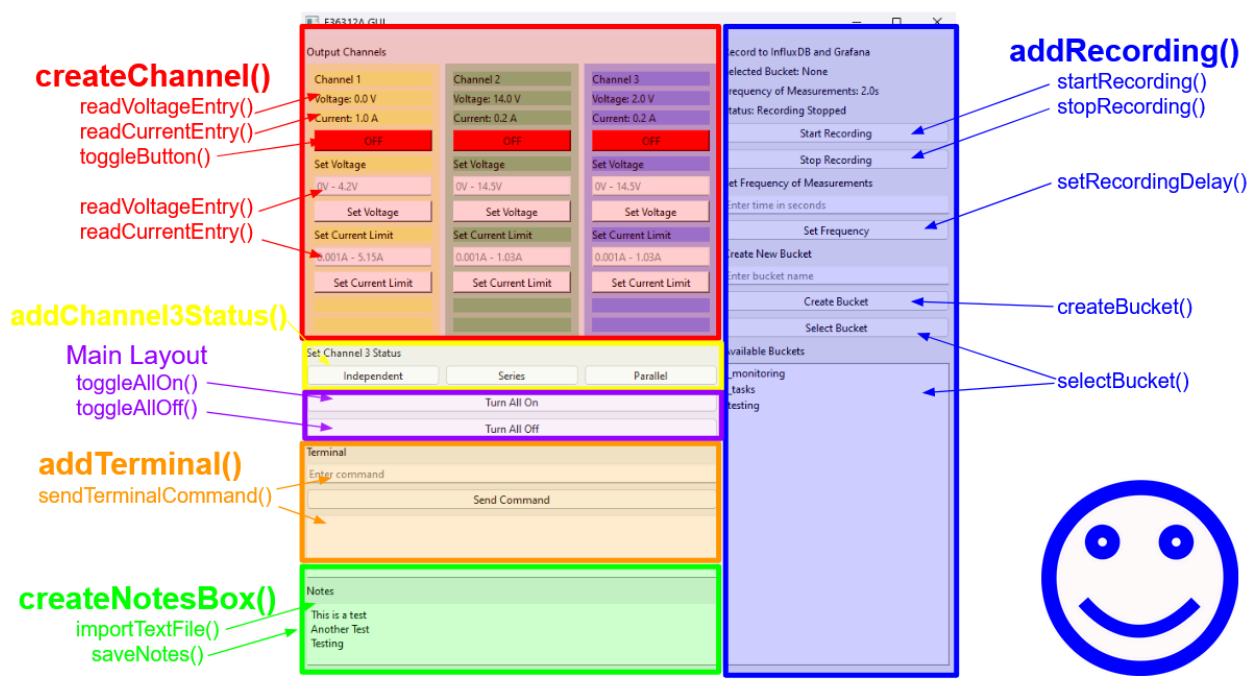 E36312A GUI
createChannel()
readVoltageEntry()
readCurrentEntry()
toggleButton()
readVoltageEntry()
readCurrentEntry()
addChannel3Status()
Main Layout
toggleAllOn()
toggleAllOff()
addTerminal()
sendTerminalCommand()
createNotesBox()
importTextFile()
saveNotes()
Output Channels
Channel 1
Voltage: 0.0 V
Current: 1.0 A
OFF
Set Voltage
0V - 4.2V
Set Voltage
Set Current Limit
0.001A - 5.15A
Set Current Limit
Channel 2
Voltage: 14.0 V
Current: 0.2 A
OFF
Set Voltage
0V - 14.5V
Set Voltage
Set Current Limit
0.001A - 1.03A
Set Current Limit
Channel 3
Voltage: 2.0 V
Current: 0.2 A
OFF
Set Voltage
0V - 14.5V
Set Voltage
Set Current Limit
0.001A - 1.03A
Set Current Limit
Set Channel 3 Status
Independent Series Parallel
Turn All On
Turn All Off
Terminal
Enter command
Send Command
Notes
This is a test
Another Test
Testing
Record to InfluxDB and Grafana
Selected Bucket: None
Frequency of Measurements: 2.0s
Status: Recording Stopped
Start Recording
Stop Recording
Set Frequency of Measurements
Enter time in seconds
Set Frequency
Create New Bucket
Enter bucket name
Create Bucket
Select Bucket
Available Buckets
_monitoring
_tasks
testing
addRecording()
startRecording()
stopRecording()
setRecordingDelay()
createBucket()
selectBucket()